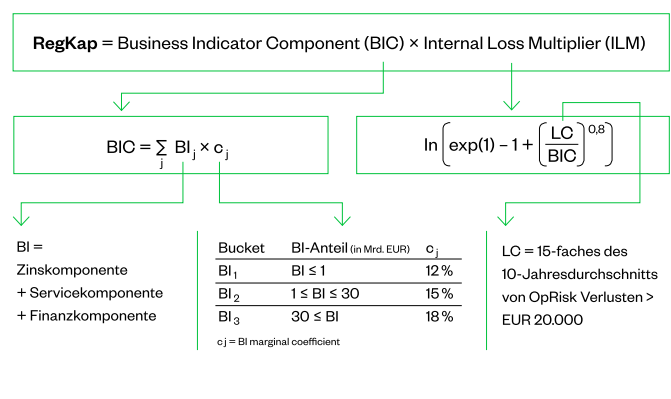 RegKap = Business Indicator Component (BIC) × Internal Loss Multiplier (ILM)
BIC = ∑j BIj × cj
ln(exp(1) – 1 + (LC/BIC)^0,8)
BI =
Zinskomponente
+ Servicekomponente
+ Finanzkomponente
Bucket BI-Anteil (in Mrd. EUR) cj
BI1 BI ≤ 1 12 %
BI2 1 ≤ BI ≤ 30 15 %
BI3 30 ≤ BI 18 %
cj = BI marginal coefficient
LC = 15-faches des
10-Jahresdurchschnitts
von OpRisk Verlusten >
EUR 20.000